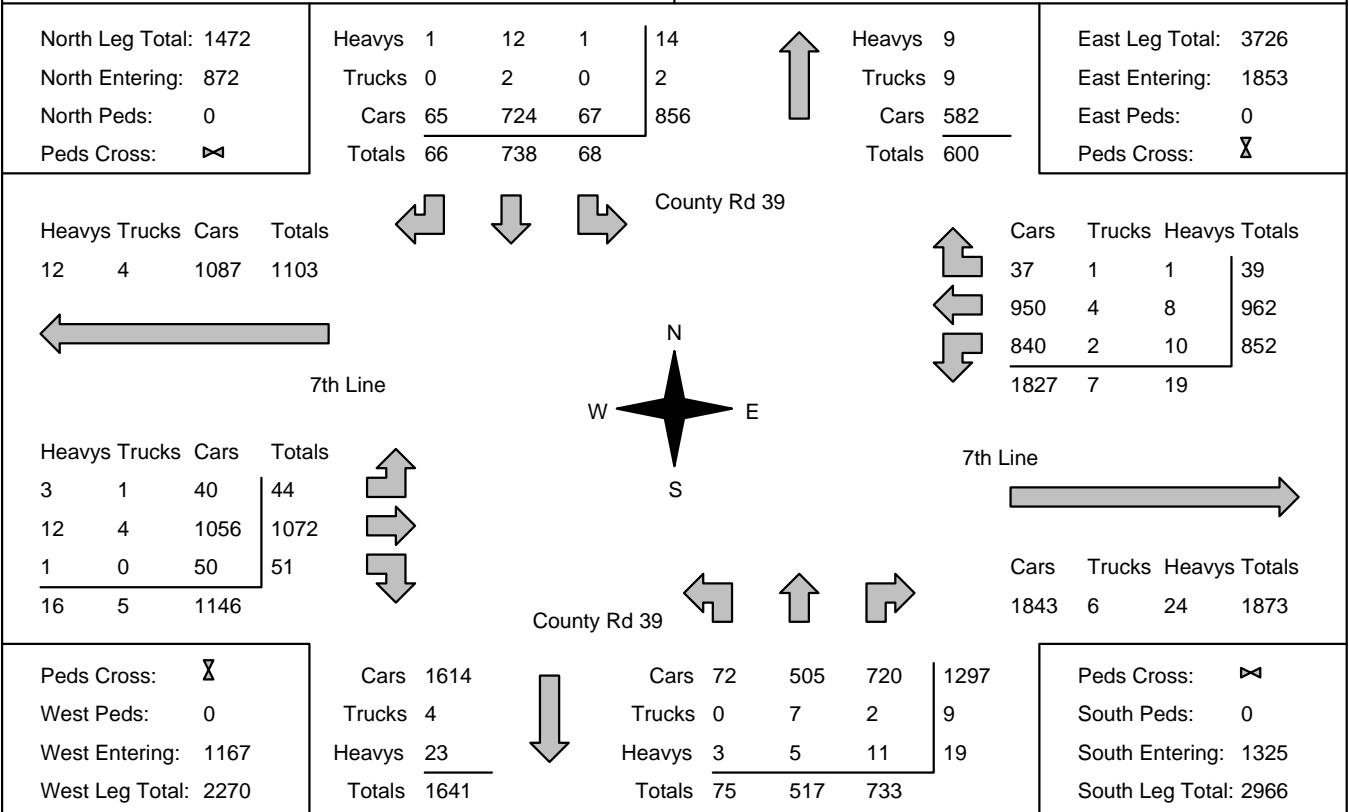 North Leg Total: 1472
North Entering: 872
North Peds: 0
Peds Cross:
Heavys 1 12 1 14
Trucks 0 2 0 2
Cars 65 724 67 856
Totals 66 738 68
Heavys 9
Trucks 9
Cars 582
Totals 600
East Leg Total: 3726
East Entering: 1853
East Peds: 0
Peds Cross:
County Rd 39
Heavys Trucks Cars Totals
12 4 1087 1103
Cars Trucks Heavys Totals
37 1 1 39
950 4 8 962
840 2 10 852
1827 7 19
7th Line
N
W E
S
Heavys Trucks Cars Totals
3 1 40 44
12 4 1056 1072
1 0 50 51
16 5 1146
7th Line
Cars Trucks Heavys Totals
1843 6 24 1873
County Rd 39
Peds Cross:
West Peds: 0
West Entering: 1167
West Leg Total: 2270
Cars 1614
Trucks 4
Heavys 23
Totals 1641
Cars 72 505 720 1297
Trucks 0 7 2 9
Heavys 3 5 11 19
Totals 75 517 733
Peds Cross:
South Peds: 0
South Entering: 1325
South Leg Total: 2966